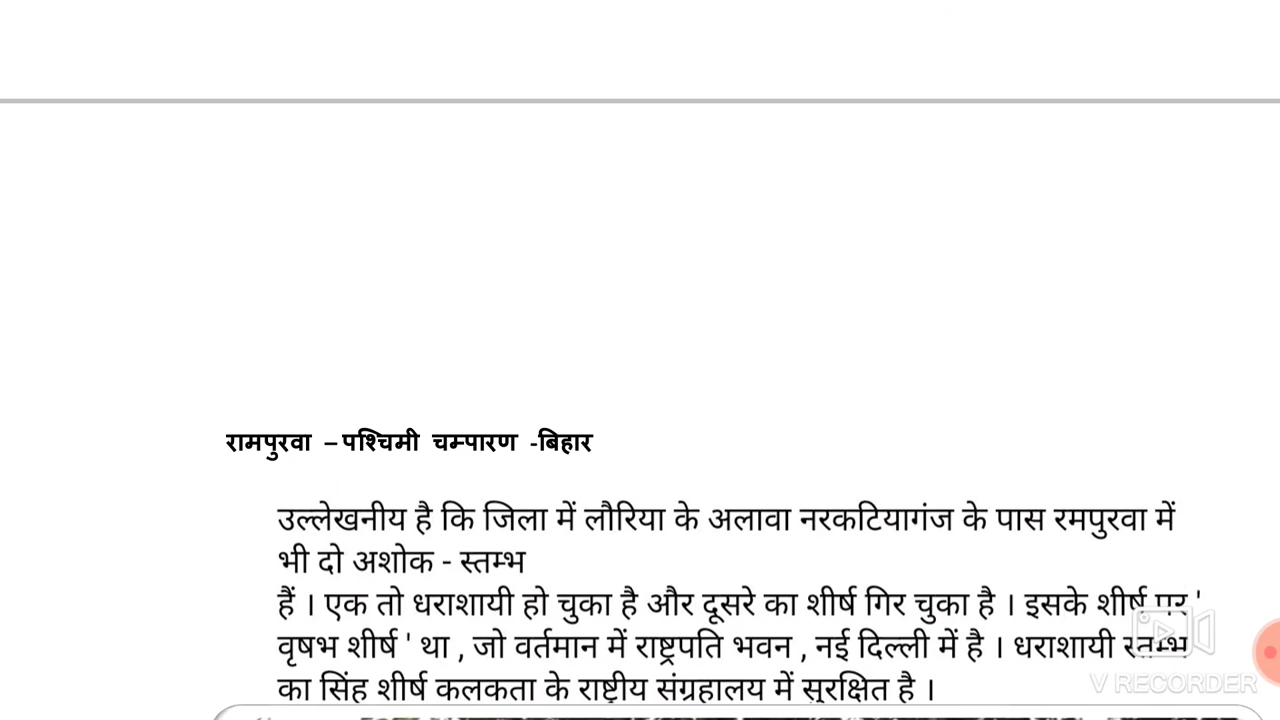 रामपुरवा – पश्चिमी चम्पारण -बिहार
उल्लेखनीय है कि जिला में लौरिया के अलावा नरकटियागंज के पास रमपुरवा में
भी दो अशोक - स्तम्भ
हैं । एक तो धराशायी हो चुका है और दूसरे का शीर्ष गिर चुका है । इसके शीर्ष पर '
वृषभ शीर्ष ' था , जो वर्तमान में राष्ट्रपति भवन , नई दिल्ली में है । धराशायी स्तम्भ
का सिंह शीर्ष कलकता के राष्ट्रीय संग्रहालय में सुरक्षित है ।
V RECORDER